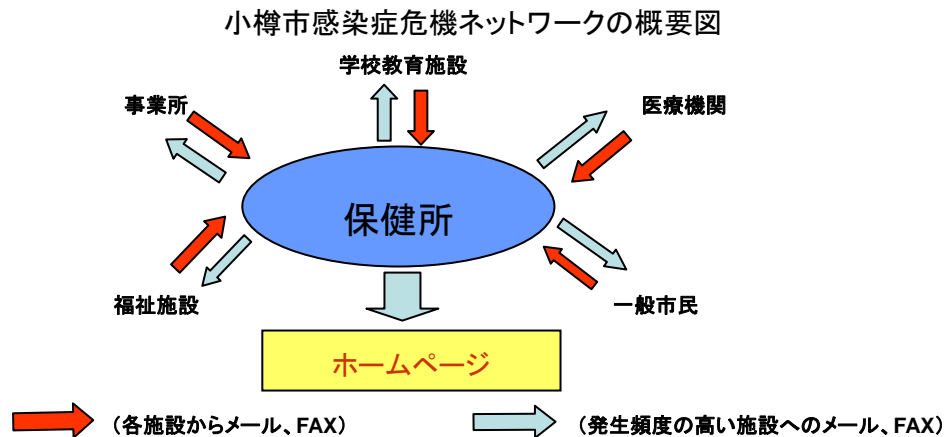 小樽市感染症危機ネットワークの概要図
学校教育施設
事業所
医療機関
保健所
福祉施設
一般市民
ホームページ
(各施設からメール、FAX)
(発生頻度の高い施設へのメール、FAX)